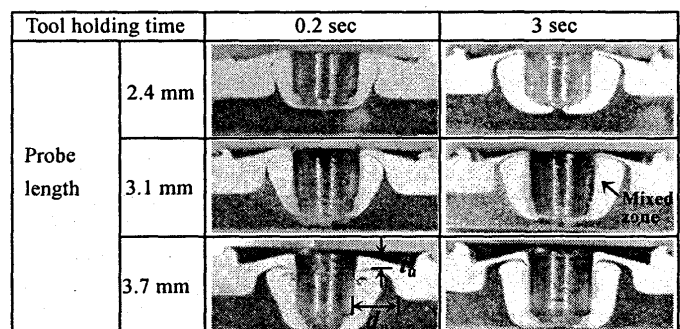 Tool holding time 0.2 sec 3 sec
Probe length
2.4 mm
3.1 mm
Mixed zone
3.7 mm